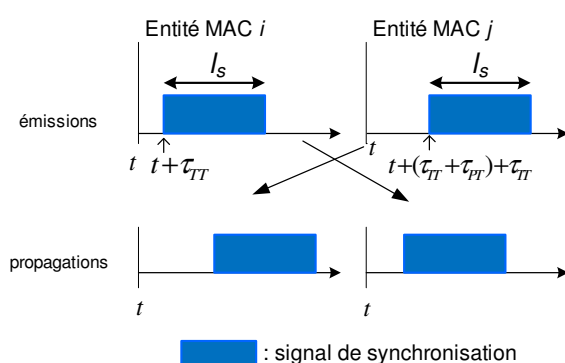 Entité MAC i
Entité MAC j
l_s
l_s
émissions
t
t+τ_TT
t
t+(τ_TT+τ_PT)+τ_TT
propagations
t
t
: signal de synchronisation